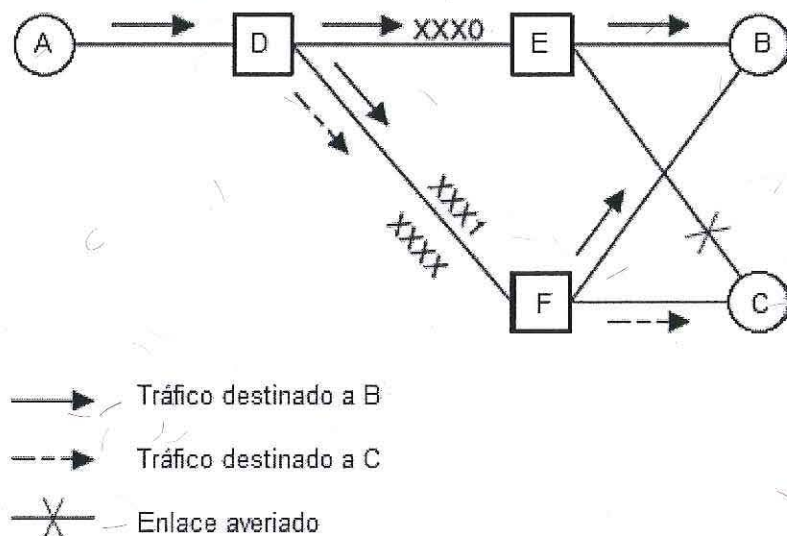 A
D
XXX0
E
B
XXX1
XXXX
F
C
Tráfico destinado a B
Tráfico destinado a C
Enlace averiado